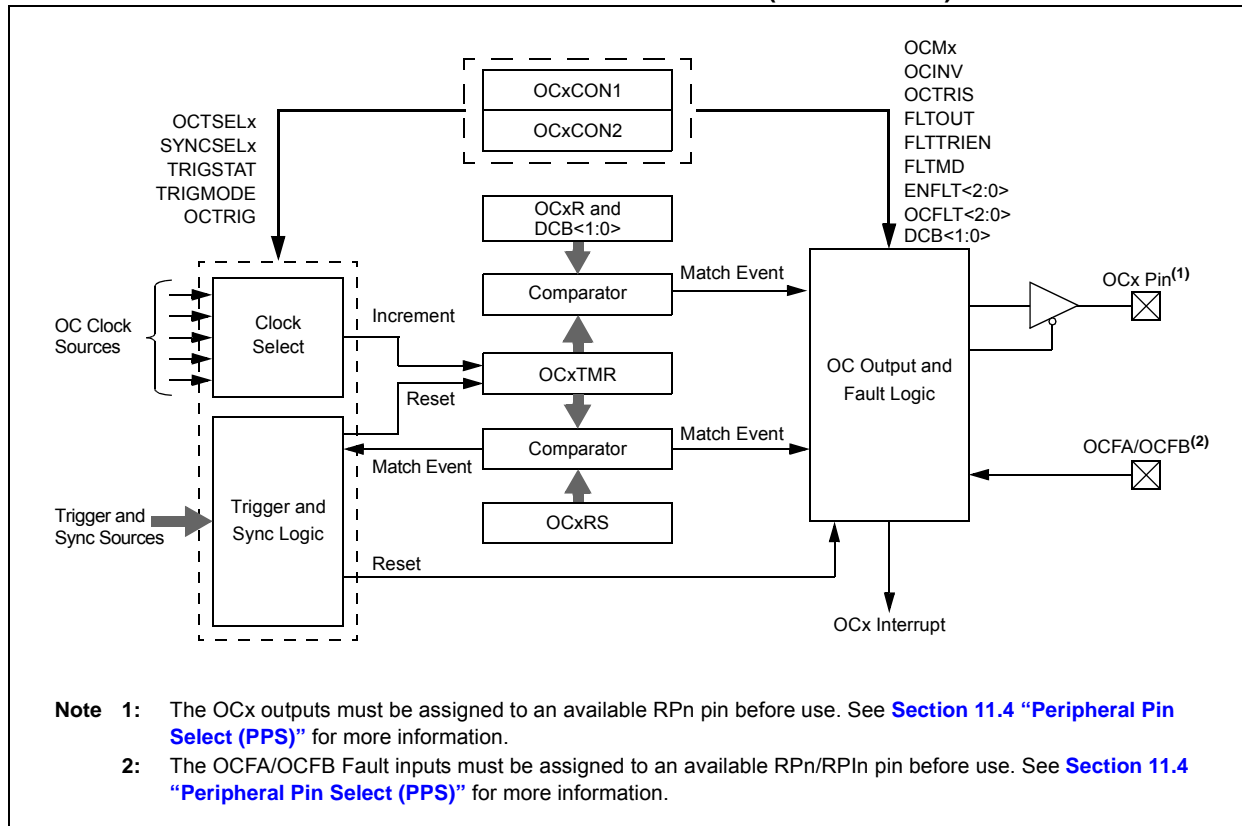 OCxCON1
OCxCON2
OCTSELx
SYNCSELx
TRIGSTAT
TRIGMODE
OCTRIG
OCMx
OCINV
OCTRIS
FLTOUT
FLTTRIEN
FLTMD
ENFLT<2:0>
OCFLT<2:0>
DCB<1:0>
OCxR and
DCB<1:0>
Comparator
Match Event
OCx Pin(1)
OC Clock
Sources
Clock
Select
Increment
OCxTMR
Reset
OC Output and
Fault Logic
Comparator
Match Event
Match Event
OCFA/OCFB(2)
Trigger and
Sync Sources
Trigger and
Sync Logic
OCxRS
Reset
OCx Interrupt
Note 1: The OCx outputs must be assigned to an available RPn pin before use. See Section 11.4 “Peripheral Pin
Select (PPS)” for more information.
2: The OCFA/OCFB Fault inputs must be assigned to an available RPn/RPIn pin before use. See Section 11.4
“Peripheral Pin Select (PPS)” for more information.